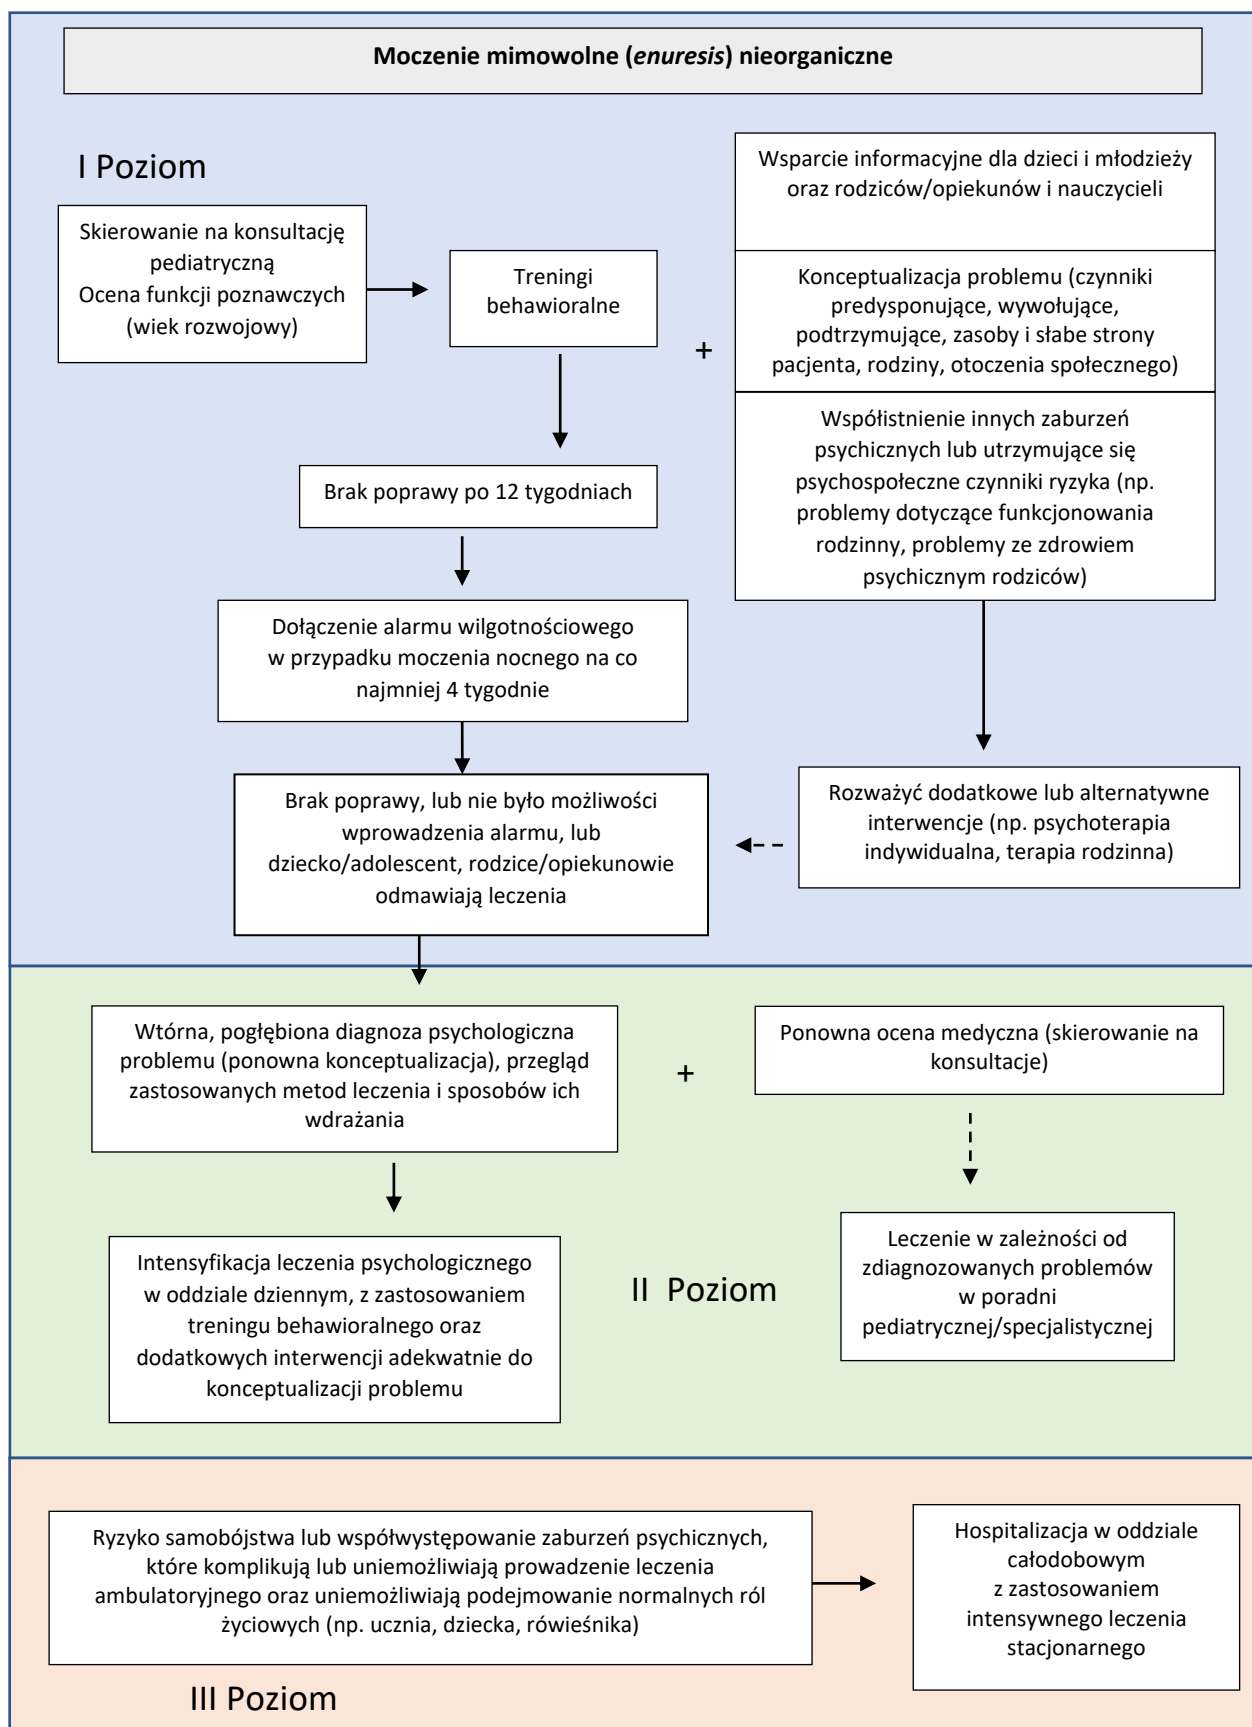 Moczenie mimowolne (enuresis) nieorganiczne
I Poziom
Skierowanie na konsultację
pediatryczną
Ocena funkcji poznawczych
(wiek rozwojowy)
Treningi
behawioralne
+
Wsparcie informacyjne dla dzieci i młodzieży
oraz rodziców/opiekunów i nauczycieli
Konceptualizacja problemu (czynniki
predysponujące, wywołujące,
podtrzymujące, zasoby i słabe strony
pacjenta, rodziny, otoczenia społecznego)
Współistnienie innych zaburzeń
psychicznych lub utrzymujące się
psychospołeczne czynniki ryzyka (np.
problemy dotyczące funkcjonowania
rodzinny, problemy ze zdrowiem
psychicznym rodziców)
Brak poprawy po 12 tygodniach
Dołączenie alarmu wilgotnościowego
w przypadku moczenia nocnego na co
najmniej 4 tygodnie
Brak poprawy, lub nie było możliwości
wprowadzenia alarmu, lub
dziecko/adolescent, rodzice/opiekunowie
odmawiają leczenia
Rozważyć dodatkowe lub alternatywne
interwencje (np. psychoterapia
indywidualna, terapia rodzinna)
Wtórna, pogłębiona diagnoza psychologiczna
problemu (ponowna konceptualizacja), przegląd
zastosowanych metod leczenia i sposobów ich
wdrażania
+
Ponowna ocena medyczna (skierowanie na
konsultacje)
Intensyfikacja leczenia psychologicznego
w oddziale dziennym, z zastosowaniem
treningu behawioralnego oraz
dodatkowych interwencji adekwatnie do
konceptualizacji problemu
II Poziom
Leczenie w zależności od
zdiagnozowanych problemów
w poradni
pediatrycznej/specjalistycznej
Ryzyko samobójstwa lub współwystępowanie zaburzeń psychicznych,
które komplikują lub uniemożliwiają prowadzenie leczenia
ambulatoryjnego oraz uniemożliwiają podejmowanie normalnych ról
życiowych (np. ucznia, dziecka, rówieśnika)
Hospitalizacja w oddziale
całodobowym
z zastosowaniem
intensywnego leczenia
stacjonarnego
III Poziom